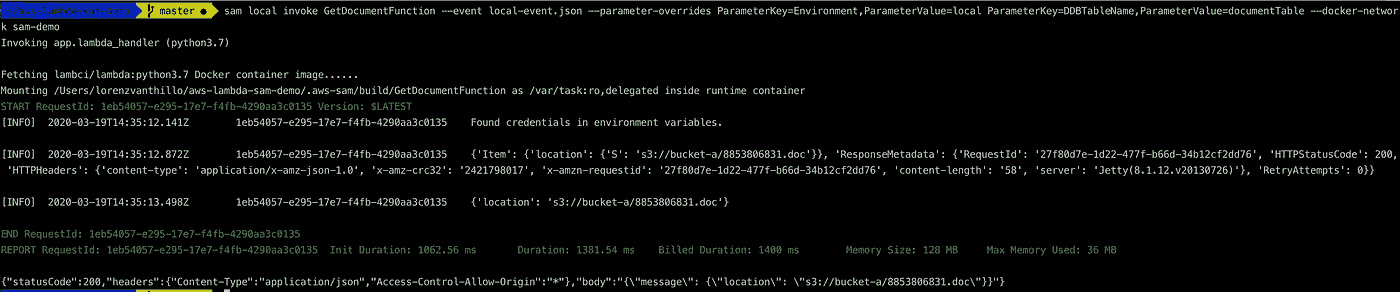 master ● sam local invoke GetDocumentFunction --event local-event.json --parameter-overrides ParameterKey=Environment,ParameterValue=local ParameterKey=DDBTableName,ParameterValue=documentTable --docker-networ
k sam-demo
Invoking app.lambda_handler (python3.7)
Fetching lambci/lambda:python3.7 Docker container image......
Mounting /Users/lorenzvanthillo/aws-lambda-sam-demo/.aws-sam/build/GetDocumentFunction as /var/task:ro,delegated inside runtime container
START RequestId: 1eb54057-e295-17e7-f4fb-4290aa3c0135 Version: $LATEST
[INFO] 2020-03-19T14:35:12.141Z 1eb54057-e295-17e7-f4fb-4290aa3c0135 Found credentials in environment variables.
[INFO] 2020-03-19T14:35:12.872Z 1eb54057-e295-17e7-f4fb-4290aa3c0135 {'Item': {'location': {'S': 's3://bucket-a/8853806831.doc'}}, 'ResponseMetadata': {'RequestId': '27f80d7e-1d22-477f-b66d-34b12cf2dd76', 'HTTPStatusCode': 200,
'HTTPHeaders': {'content-type': 'application/x-amz-json-1.0', 'x-amz-crc32': '2421798017', 'x-amzn-requestid': '27f80d7e-1d22-477f-b66d-34b12cf2dd76', 'content-length': '58', 'server': 'Jetty(8.1.12.v20130726)'}, 'RetryAttempts': 0}}
[INFO] 2020-03-19T14:35:13.498Z 1eb54057-e295-17e7-f4fb-4290aa3c0135 {'location': 's3://bucket-a/8853806831.doc'}
END RequestId: 1eb54057-e295-17e7-f4fb-4290aa3c0135
REPORT RequestId: 1eb54057-e295-17e7-f4fb-4290aa3c0135 Init Duration: 1062.56 ms Duration: 1381.54 ms Billed Duration: 1400 ms Memory Size: 128 MB Max Memory Used: 36 MB
{"statusCode":200,"headers":{"Content-Type":"application/json","Access-Control-Allow-Origin":"*"},"body":"{\"message\": {\"location\": \"s3://bucket-a/8853806831.doc\"}}"}